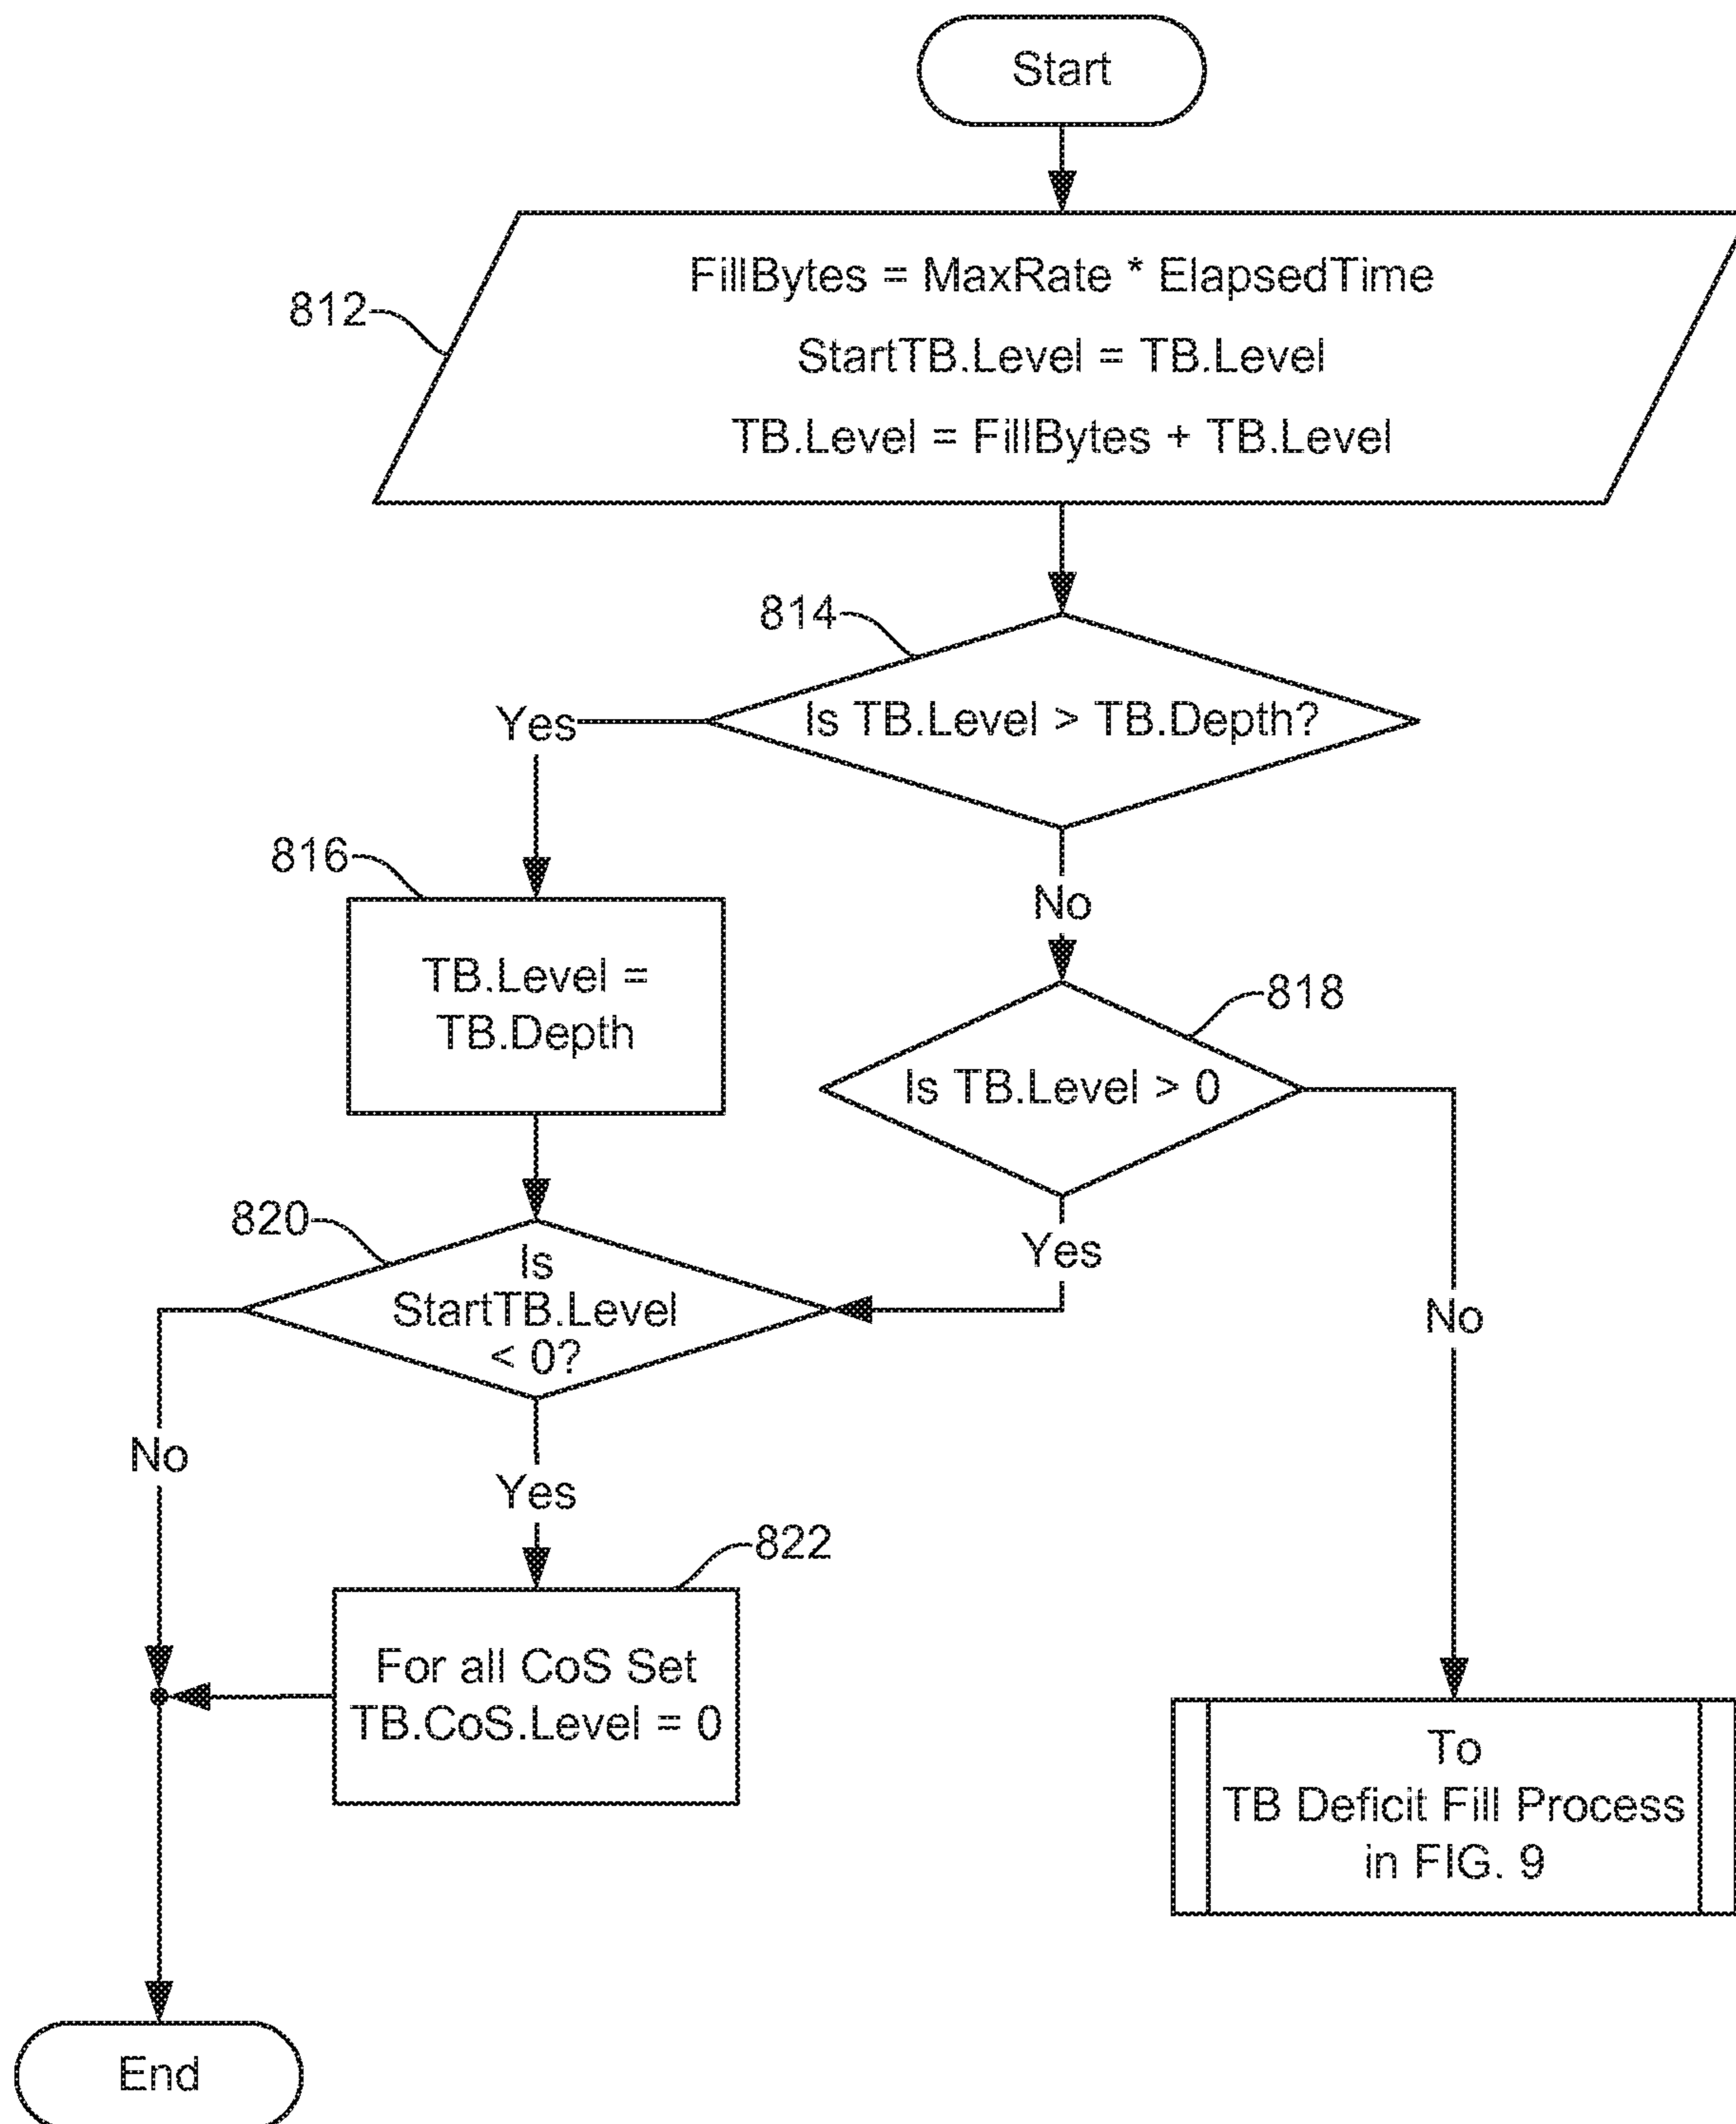 Start
812
FillBytes = MaxRate * ElapsedTime
StartTB.Level = TB.Level
TB.Level = FillBytes + TB.Level
814
Is TB.Level > TB.Depth?
Yes
No
816
TB.Level =
TB.Depth
818
Is TB.Level > 0
Yes
No
820
Is
StartTB.Level
< 0?
No
Yes
822
For all CoS Set
TB.CoS.Level = 0
To
TB Deficit Fill Process
in FIG. 9
End